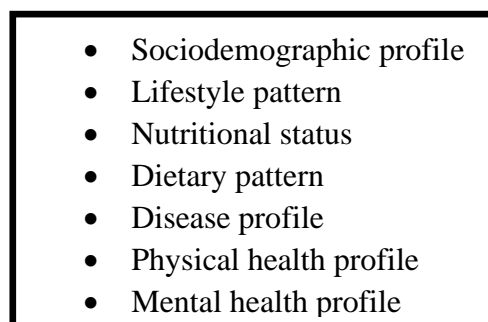 • Sociodemographic profile
• Lifestyle pattern
• Nutritional status
• Dietary pattern
• Disease profile
• Physical health profile
• Mental health profile